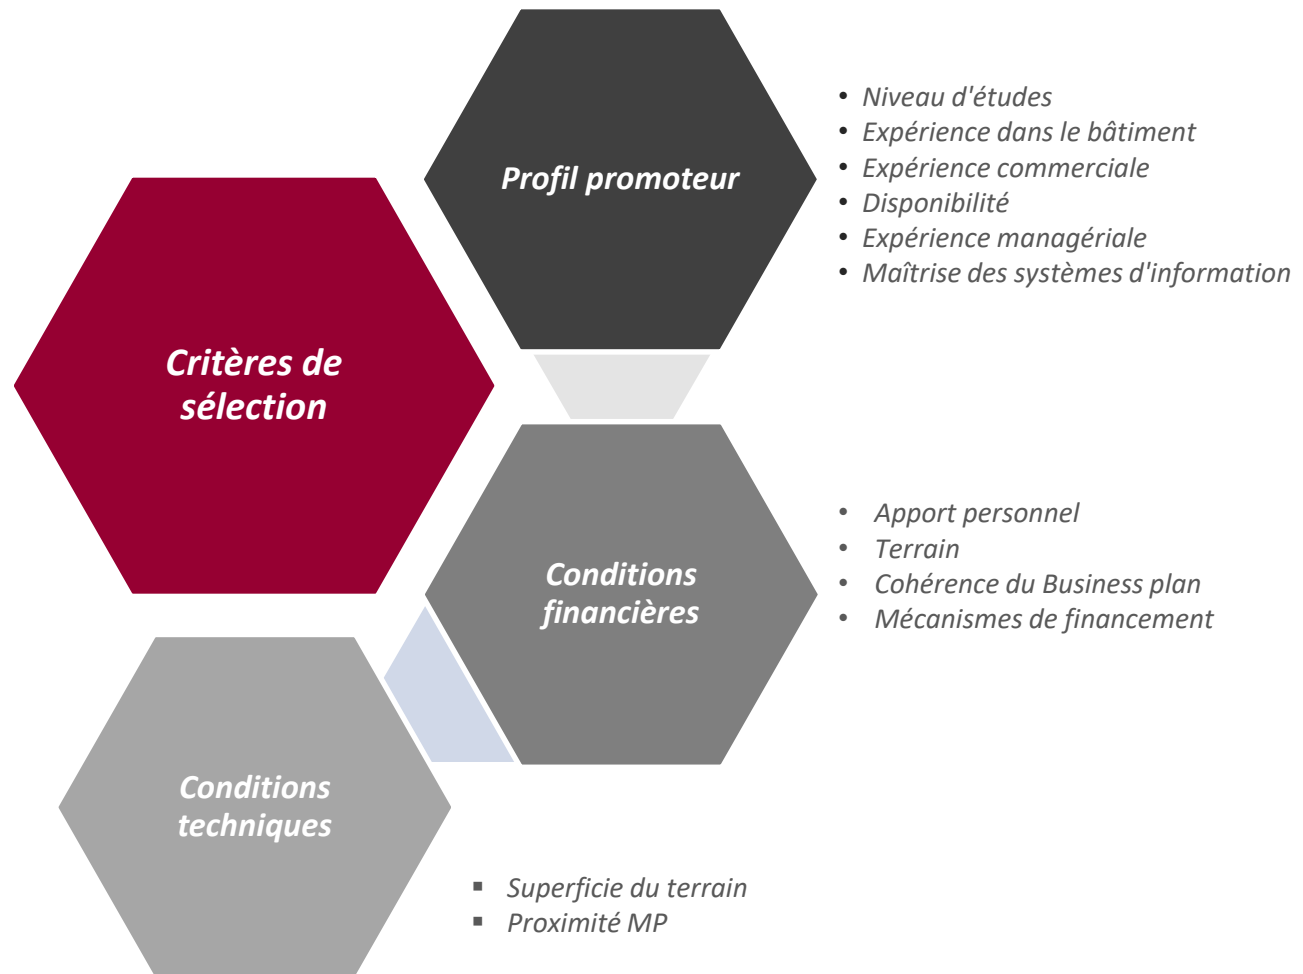 Profil promoteur
• Niveau d'études
• Expérience dans le bâtiment
• Expérience commerciale
• Disponibilité
• Expérience managériale
• Maîtrise des systèmes d'information
Critères de
sélection
Conditions
financières
• Apport personnel
• Terrain
• Cohérence du Business plan
• Mécanismes de financement
Conditions
techniques
▪ Superficie du terrain
▪ Proximité MP